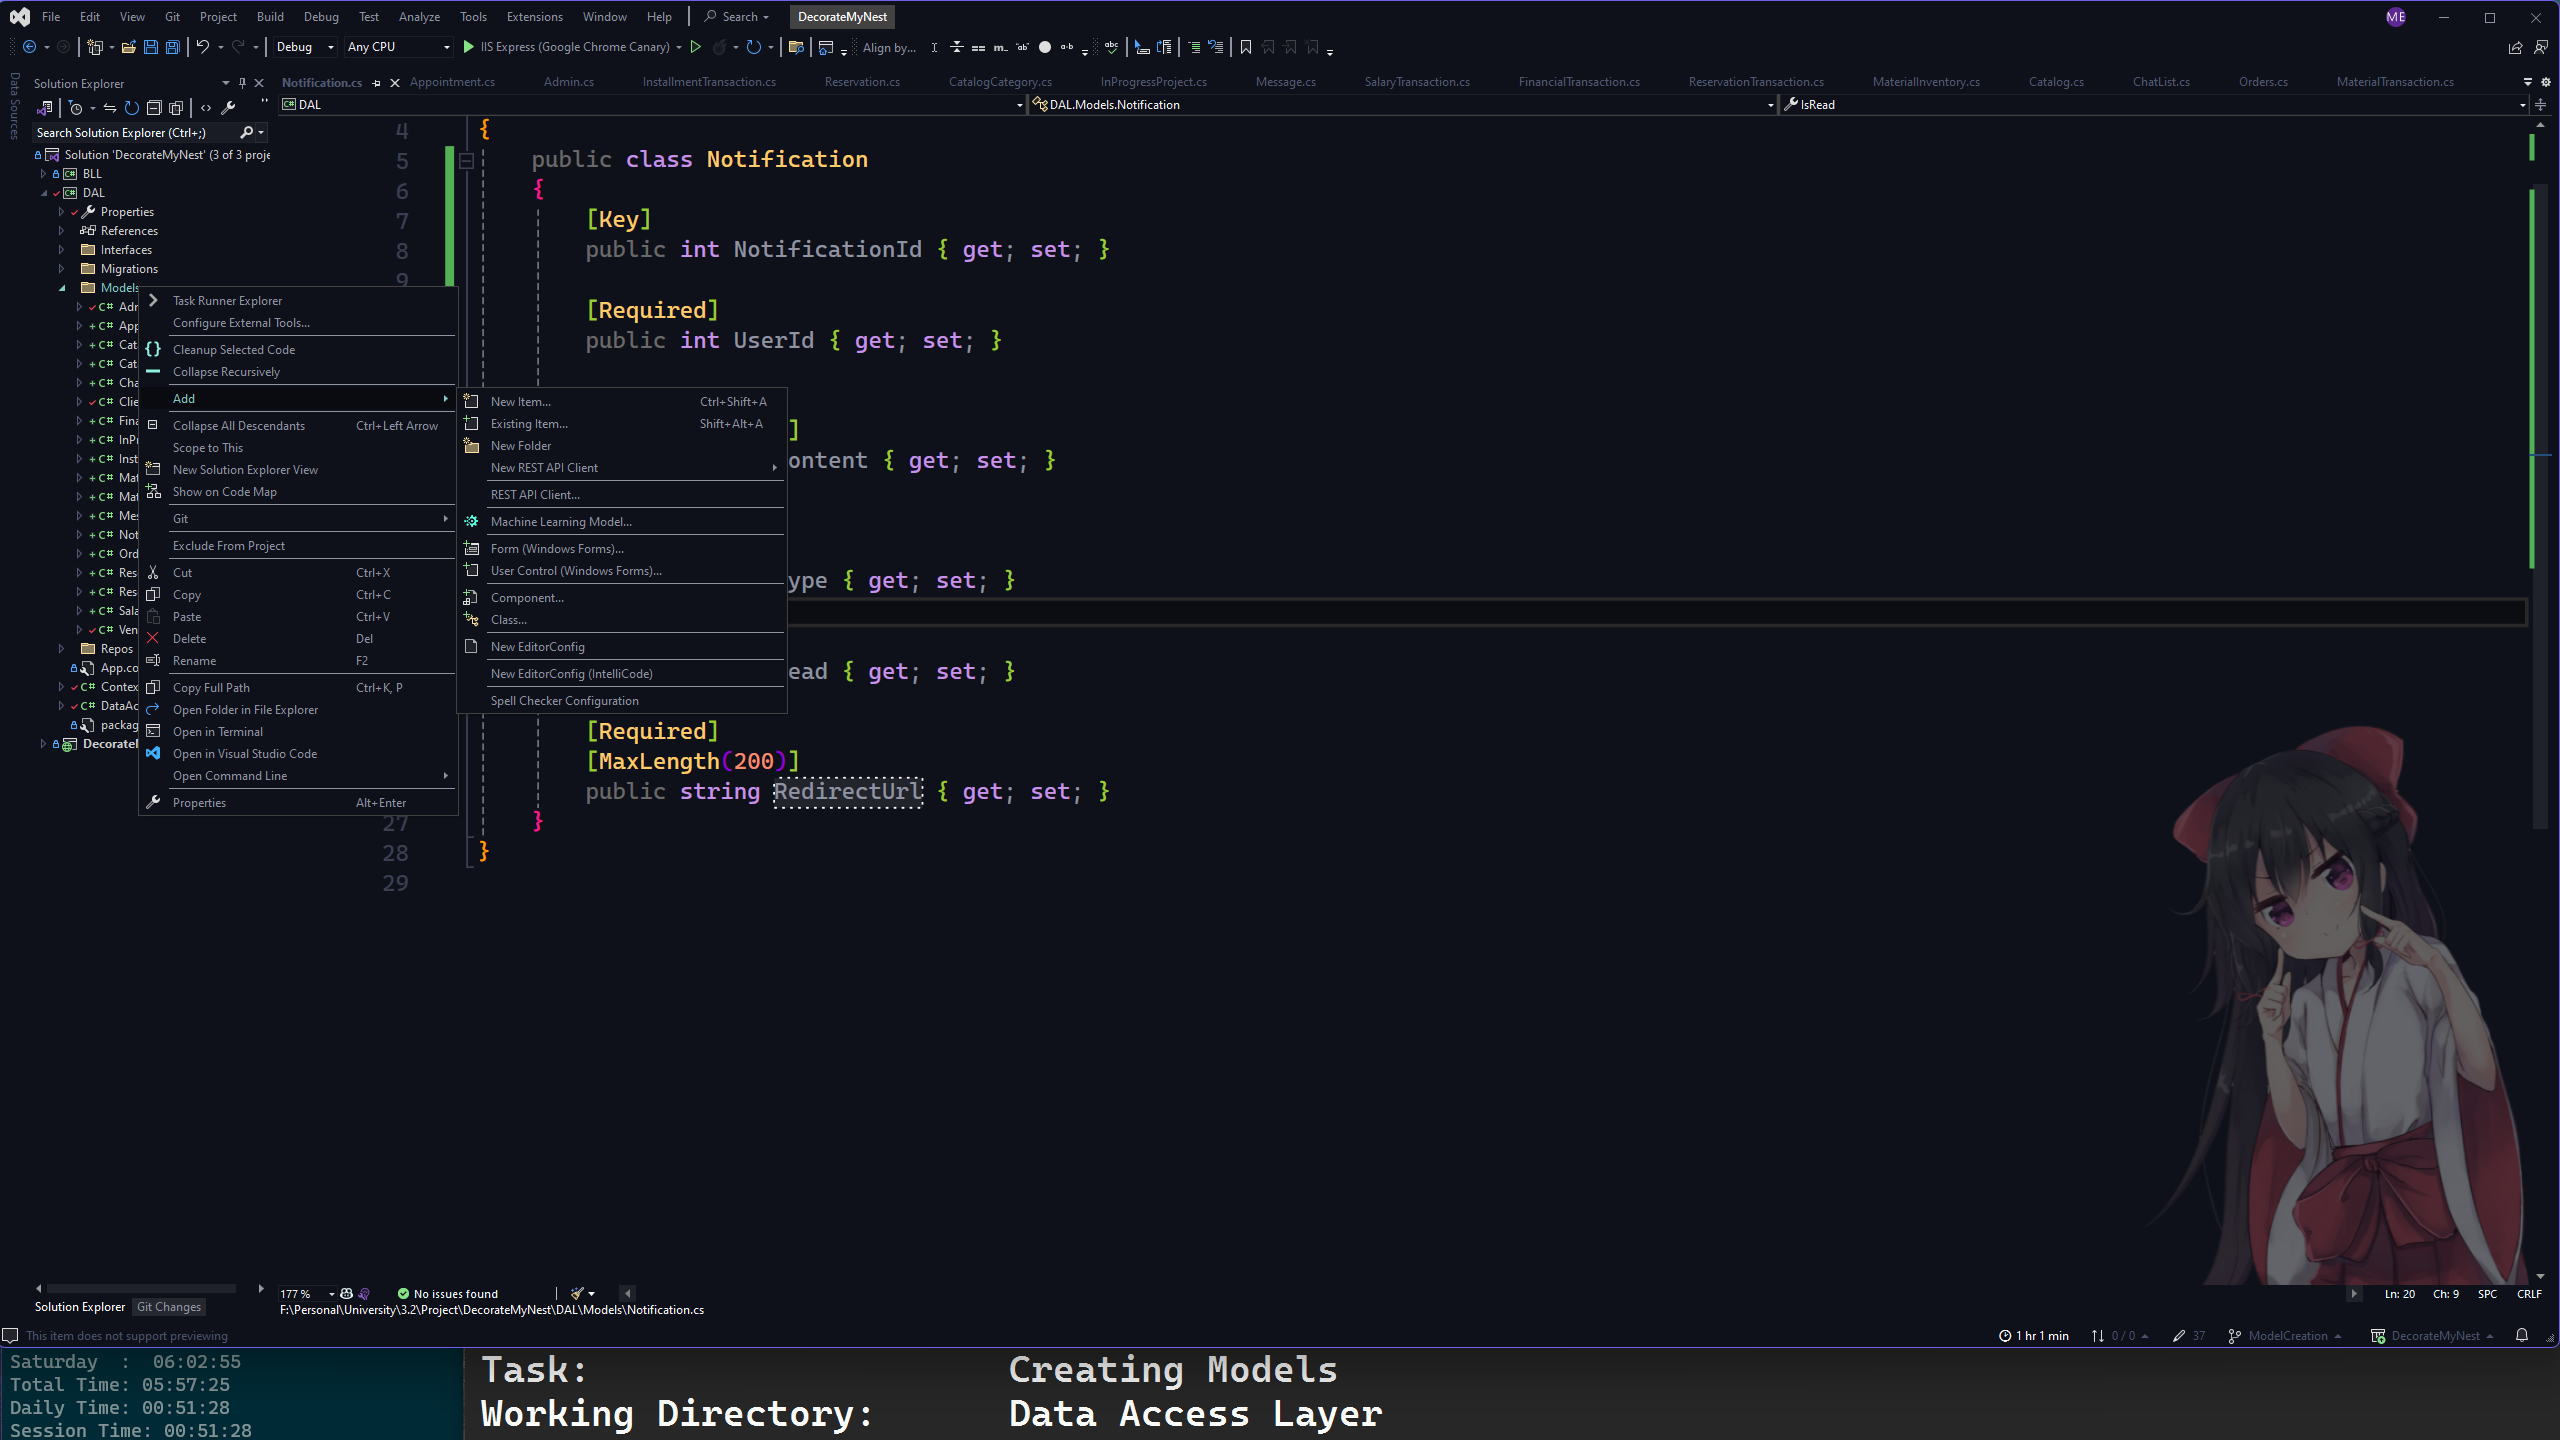 File Edit View Git Project Build Debug Test Analyze Tools Extensions Window Help Search DecorateMyNest ME
Debug Any CPU IIS Express (Google Chrome Canary) Align by...
Data Sources
Solution Explorer
Notification.cs Appointment.cs Admin.cs InstallmentTransaction.cs Reservation.cs CatalogCategory.cs InProgressProject.cs Message.cs SalaryTransaction.cs FinancialTransaction.cs ReservationTransaction.cs MaterialInventory.cs Catalog.cs ChatList.cs Orders.cs MaterialTransaction.cs
DAL DAL.Models.Notification IsRead
Search Solution Explorer (Ctrl+;)
Solution 'DecorateMyNest' (3 of 3 proje
BLL
DAL
Properties
References
Interfaces
Migrations
Models
C# Adr
C# App
C# Cat
C# Cat
C# Cha
C# Clie
C# Fina
C# InPr
C# Inst
C# Mat
C# Mat
C# Mes
C# Not
C# Ord
C# Res
C# Res
C# Sala
C# Ven
Repos
App.co
C# Contex
C# DataAc
packag
Decorate
Task Runner Explorer
Configure External Tools...
Cleanup Selected Code
Collapse Recursively
Add
Collapse All Descendants Ctrl+Left Arrow
Scope to This
New Solution Explorer View
Show on Code Map
Git
Exclude From Project
Cut Ctrl+X
Copy Ctrl+C
Paste Ctrl+V
Delete Del
Rename F2
Copy Full Path Ctrl+K, P
Open Folder in File Explorer
Open in Terminal
Open in Visual Studio Code
Open Command Line
Properties Alt+Enter
New Item... Ctrl+Shift+A
Existing Item... Shift+Alt+A
New Folder
New REST API Client
REST API Client...
Machine Learning Model...
Form (Windows Forms)...
User Control (Windows Forms)...
Component...
Class...
New EditorConfig
New EditorConfig (IntelliCode)
Spell Checker Configuration
4 {
5 public class Notification
6 {
7 [Key]
8 public int NotificationId { get; set; }
9
[Required]
public int UserId { get; set; }
]
ontent { get; set; }
ype { get; set; }
ead { get; set; }
[Required]
[MaxLength(200)]
public string RedirectUrl { get; set; }
27 }
28 }
29
177 % No issues found Ln: 20 Ch: 9 SPC CRLF
Solution Explorer Git Changes
F:\Personal\University\3.2\Project\DecorateMyNest\DAL\Models\Notification.cs
This item does not support previewing 1 hr 1 min 0 / 0 37 ModelCreation DecorateMyNest
Saturday : 06:02:55
Total Time: 05:57:25
Daily Time: 00:51:28
Session Time: 00:51:28
Task: Creating Models
Working Directory: Data Access Layer